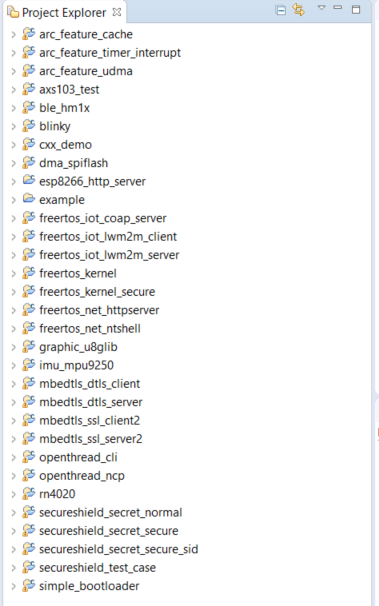 Project Explorer
arc_feature_cache
arc_feature_timer_interrupt
arc_feature_udma
axs103_test
ble_hm1x
blinky
cxx_demo
dma_spiflash
esp8266_http_server
example
freertos_iot_coap_server
freertos_iot_lwm2m_client
freertos_iot_lwm2m_server
freertos_kernel
freertos_kernel_secure
freertos_net_httpserver
freertos_net_ntshell
graphic_u8glib
imu_mpu9250
mbedtls_dtls_client
mbedtls_dtls_server
mbedtls_ssl_client2
mbedtls_ssl_server2
openthread_cli
openthread_ncp
rn4020
secureshield_secret_normal
secureshield_secret_secure
secureshield_secret_secure_sid
secureshield_test_case
simple_bootloader